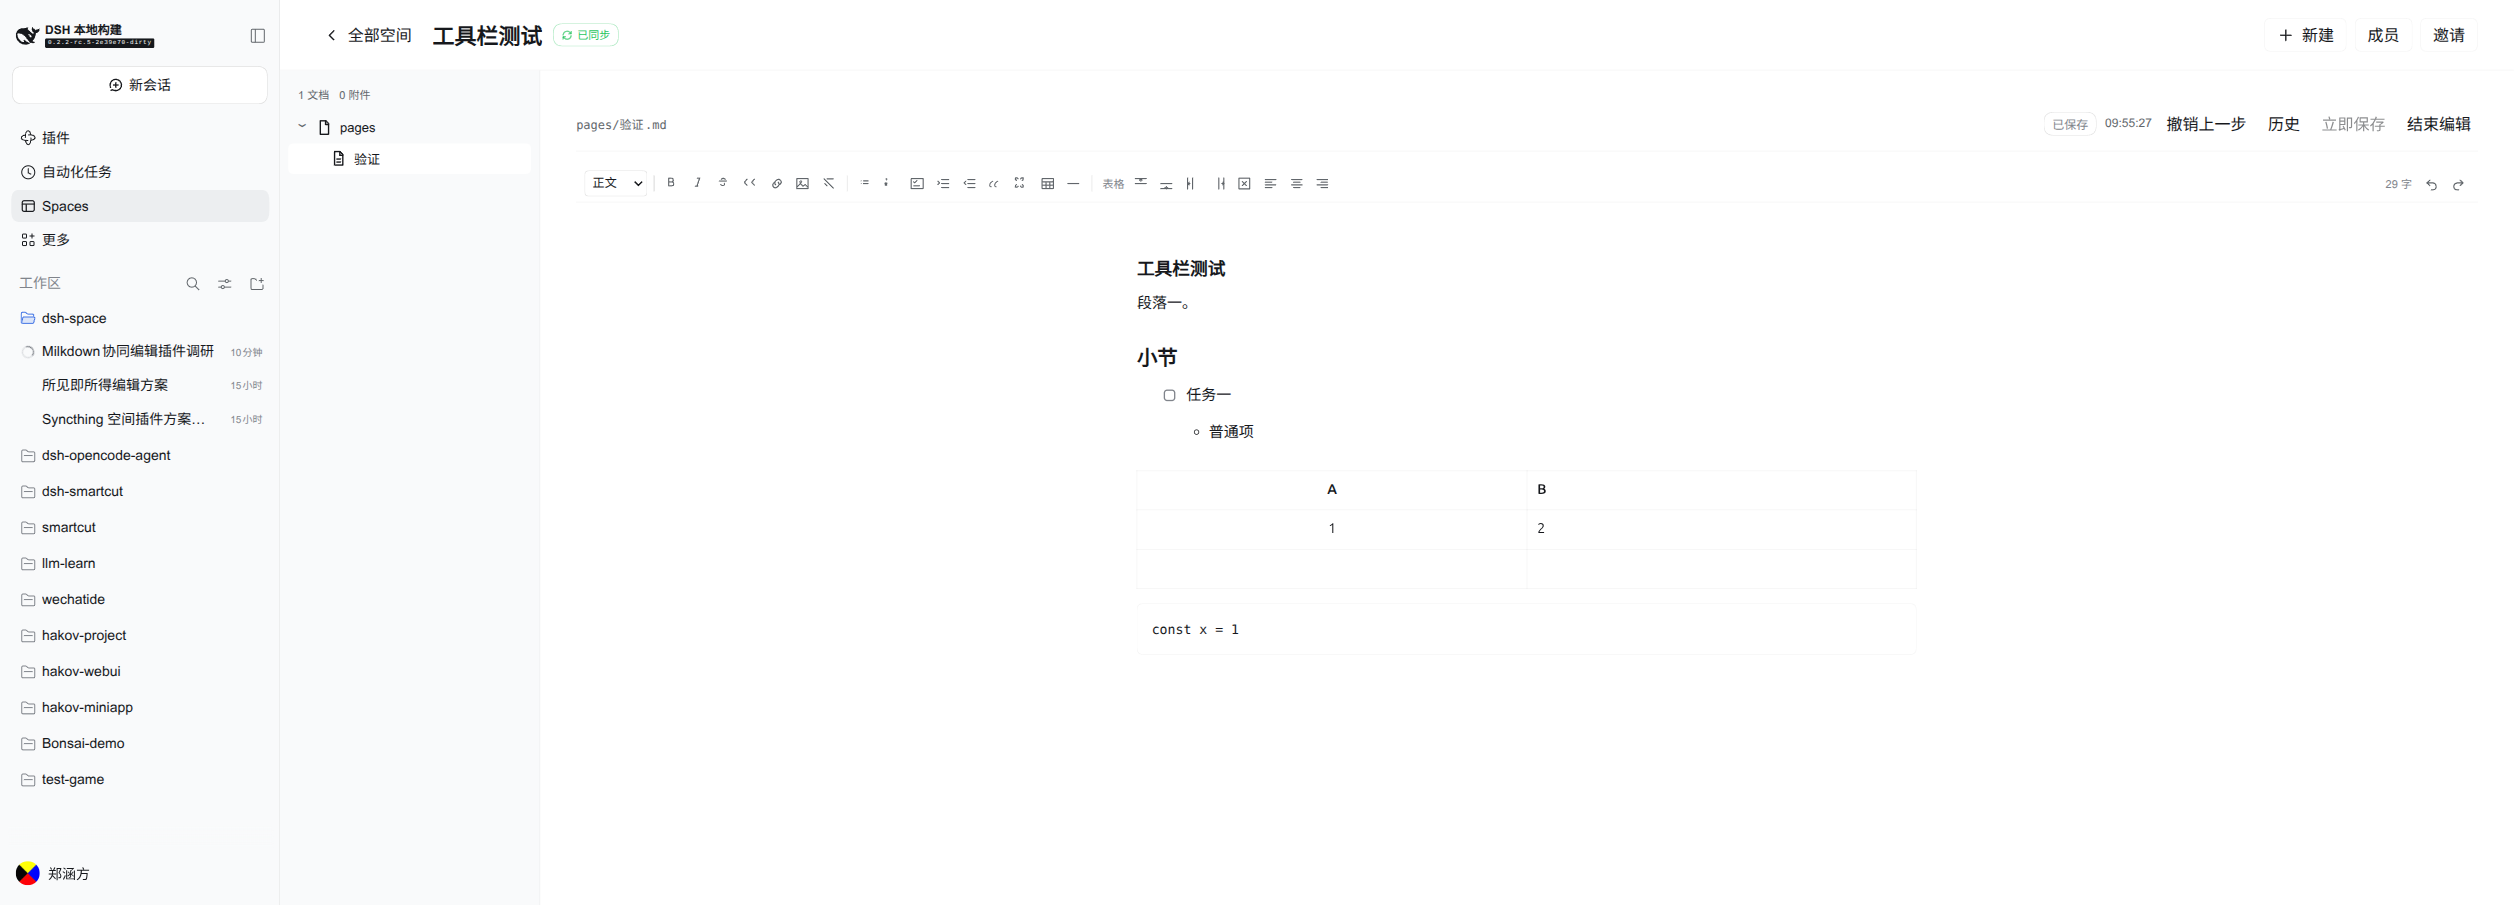 DSH 本地构建
0.2.2-rc.5-2e39e70-dirty
新会话
插件
自动化任务
Spaces
更多
工作区
dsh-space
Milkdown 协同编辑插件调研 10分钟
所见即所得编辑方案 15小时
Syncthing 空间插件方案… 15小时
dsh-opencode-agent
dsh-smartcut
smartcut
llm-learn
wechatide
hakov-project
hakov-webui
hakov-miniapp
Bonsai-demo
test-game
郑涵方
全部空间 工具栏测试 已同步
新建 成员 邀请
1 文档 0 附件
pages
验证
pages/验证.md
已保存 09:55:27 撤销上一步 历史 立即保存 结束编辑
正文 B I S 表格 29 字
工具栏测试
段落一。
小节
任务一
普通项
A B
1 2
const x = 1